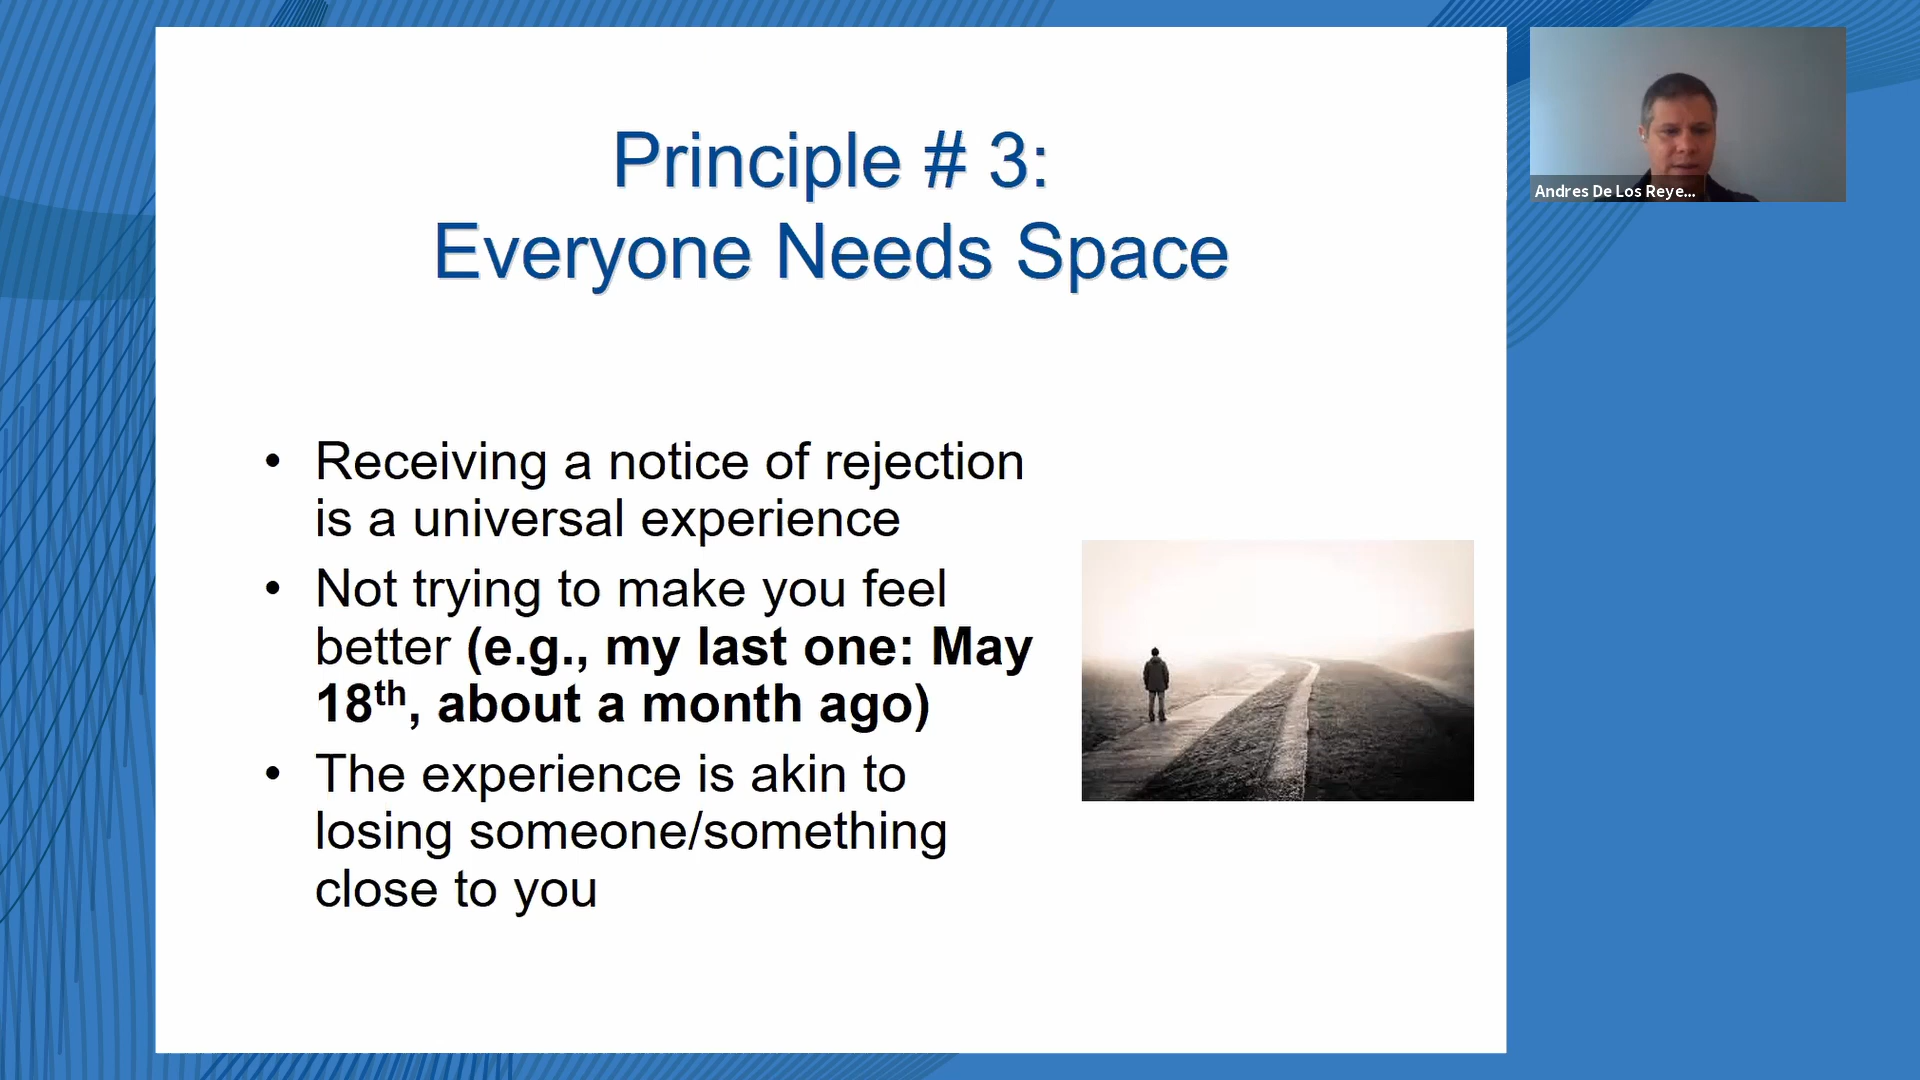 Principle # 3:
Everyone Needs Space
• Receiving a notice of rejection
is a universal experience
• Not trying to make you feel
better (e.g., my last one: May
18th, about a month ago)
• The experience is akin to
losing someone/something
close to you
Andres De Los Reye...